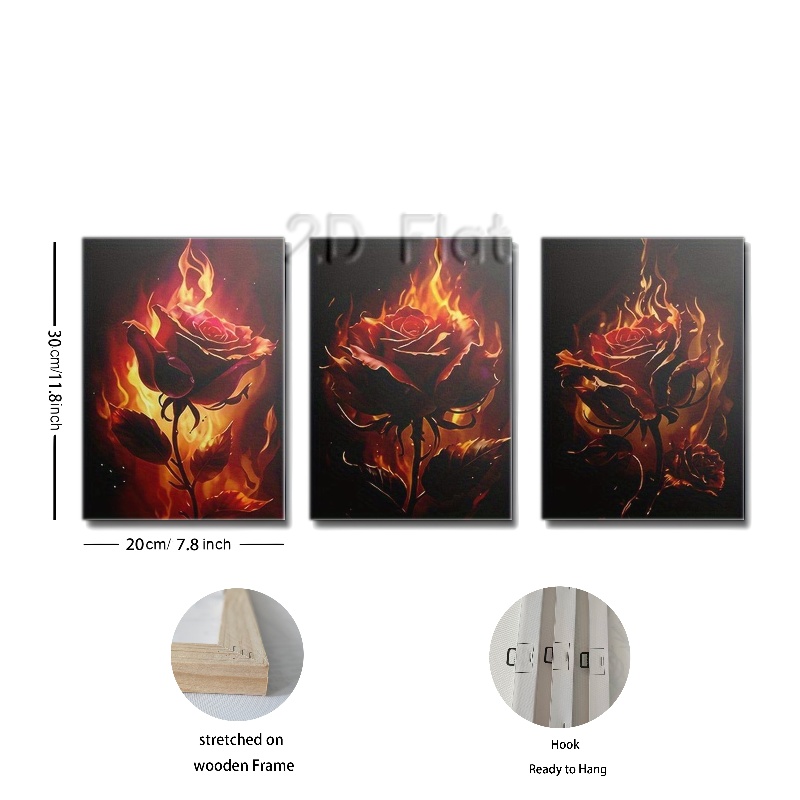 2D Flat
30cm/11.8inch
20cm/ 7.8 inch
stretched on
wooden Frame
Hook
Ready to Hang